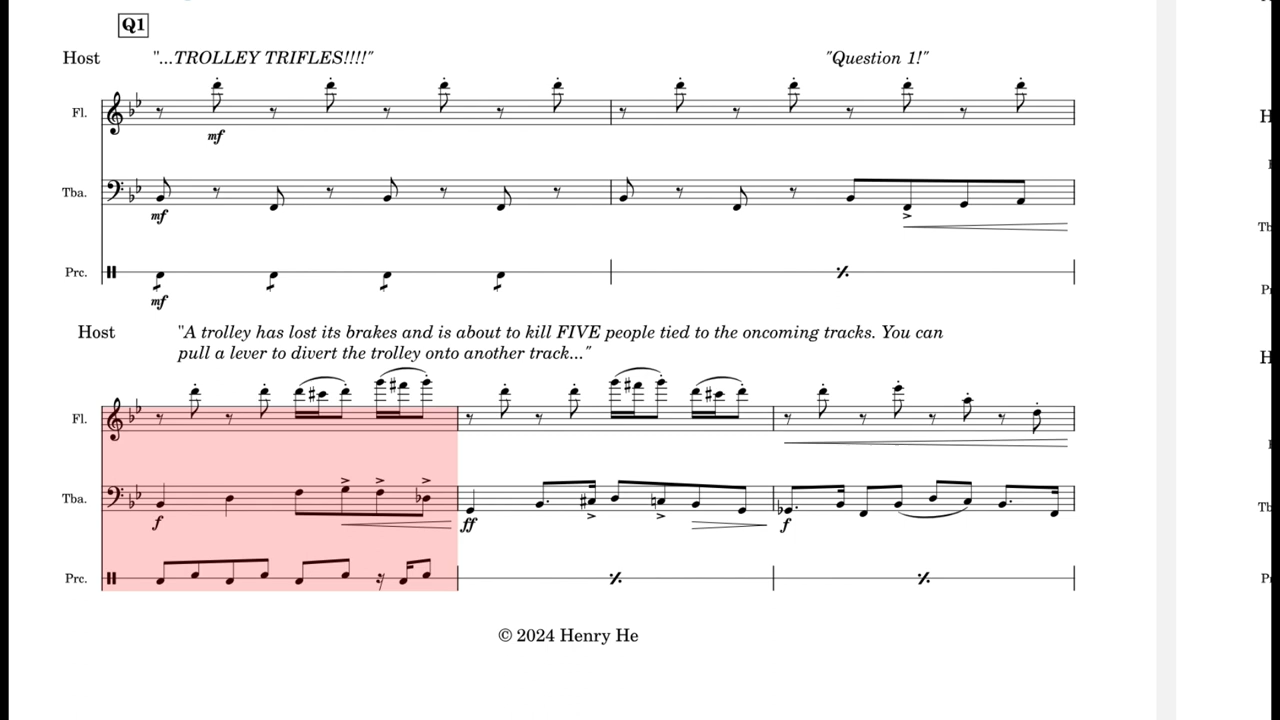 Q1
Host "...TROLLEY TRIFLES!!!!" "Question 1!"
Fl.
mf
Tba.
mf
Prc.
mf
Host "A trolley has lost its brakes and is about to kill FIVE people tied to the oncoming tracks. You can
pull a lever to divert the trolley onto another track..."
Fl.
Tba.
f ff f
Prc.
© 2024 Henry He